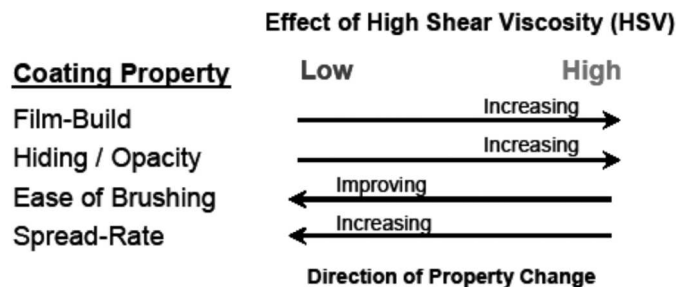 Effect of High Shear Viscosity (HSV)
Coating Property Low High
Film-Build Increasing
Hiding / Opacity Increasing
Ease of Brushing Improving
Spread-Rate Increasing
Direction of Property Change